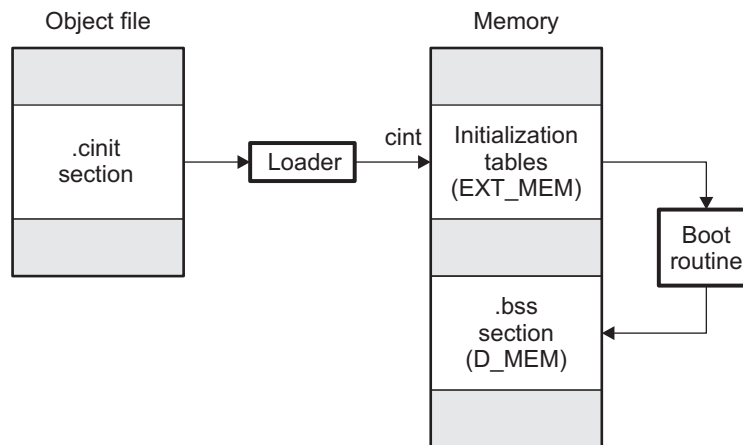 Object file
Memory
.cinit
section
Loader
cint
Initialization
tables
(EXT_MEM)
Boot
routine
.bss
section
(D_MEM)